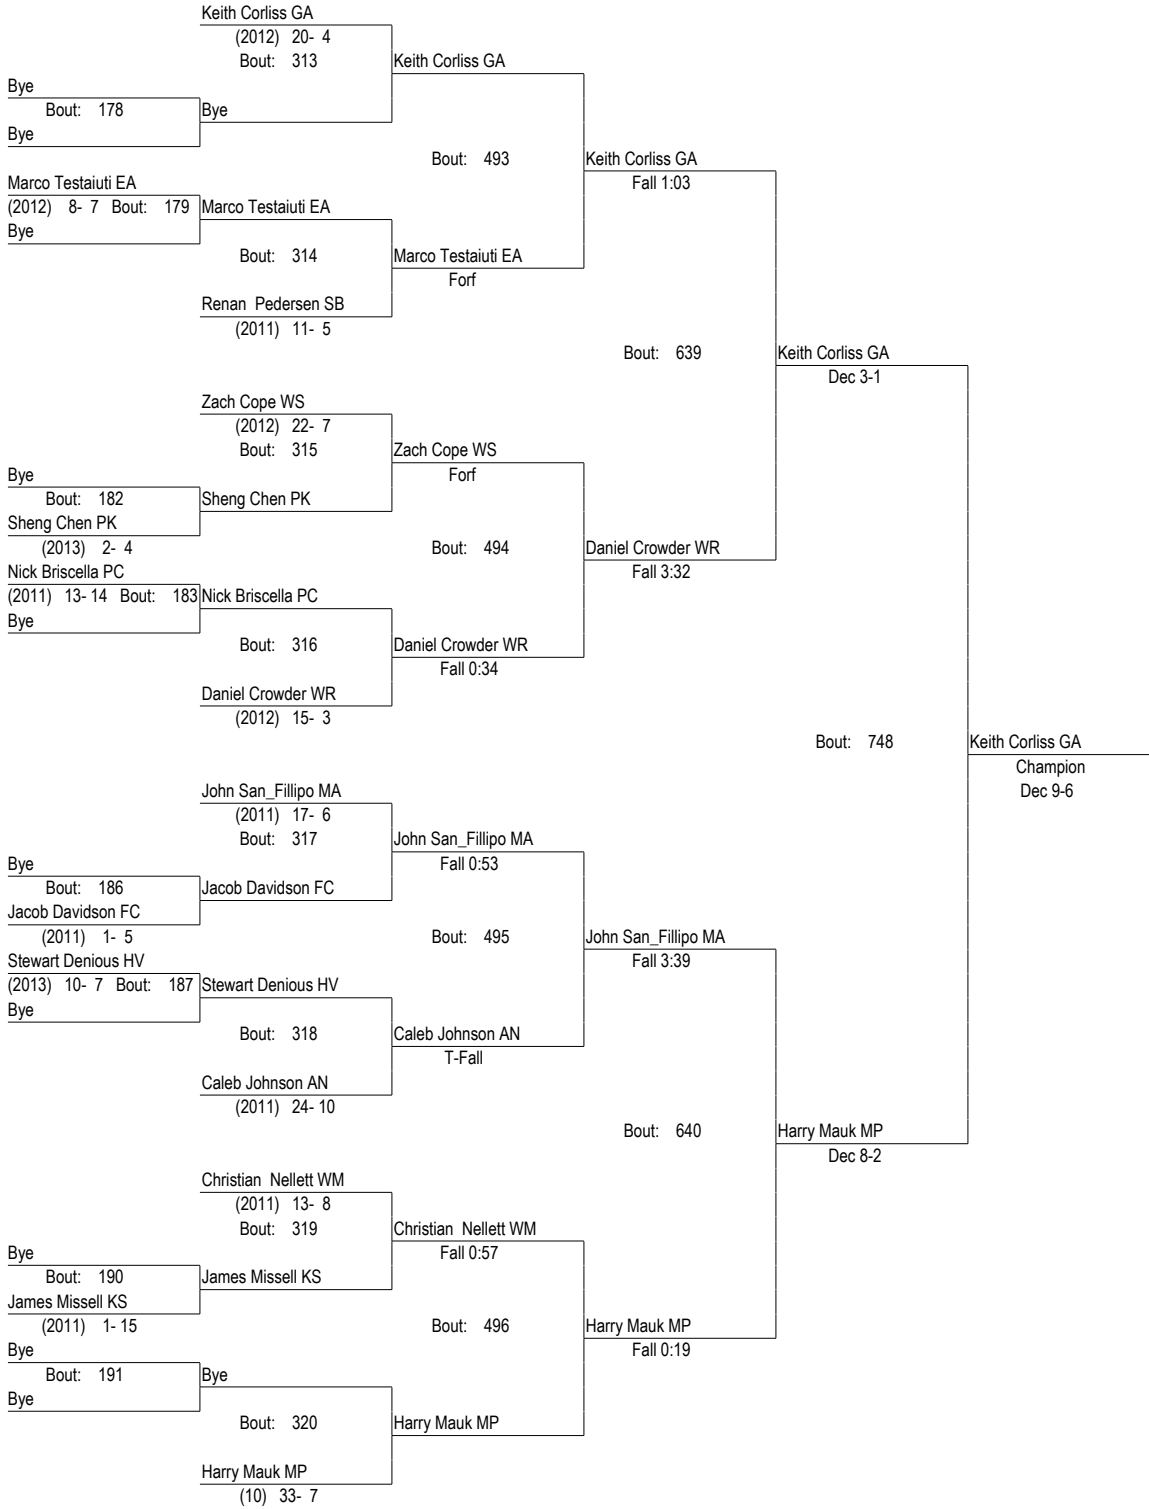 Keith Corliss GA
(2012) 20- 4
Bout: 313
Keith Corliss GA
Bye
Bout: 178
Bye
Bye
Bout: 493
Keith Corliss GA
Fall 1:03
Marco Testaiuti EA
(2012) 8- 7 Bout: 179
Marco Testaiuti EA
Bye
Bout: 314
Marco Testaiuti EA
Forf
Renan Pedersen SB
(2011) 11- 5
Bout: 639
Keith Corliss GA
Dec 3-1
Zach Cope WS
(2012) 22- 7
Bout: 315
Zach Cope WS
Forf
Bye
Bout: 182
Sheng Chen PK
Sheng Chen PK
(2013) 2- 4
Bout: 494
Daniel Crowder WR
Fall 3:32
Nick Briscella PC
(2011) 13- 14 Bout: 183
Nick Briscella PC
Bye
Bout: 316
Daniel Crowder WR
Fall 0:34
Daniel Crowder WR
(2012) 15- 3
Bout: 748
Keith Corliss GA
Champion
Dec 9-6
John San_Fillipo MA
(2011) 17- 6
Bout: 317
John San_Fillipo MA
Fall 0:53
Bye
Bout: 186
Jacob Davidson FC
Jacob Davidson FC
(2011) 1- 5
Bout: 495
John San_Fillipo MA
Fall 3:39
Stewart Denious HV
(2013) 10- 7 Bout: 187
Stewart Denious HV
Bye
Bout: 318
Caleb Johnson AN
T-Fall
Caleb Johnson AN
(2011) 24- 10
Bout: 640
Harry Mauk MP
Dec 8-2
Christian Nellett WM
(2011) 13- 8
Bout: 319
Christian Nellett WM
Fall 0:57
Bye
Bout: 190
James Missell KS
James Missell KS
(2011) 1- 15
Bout: 496
Harry Mauk MP
Fall 0:19
Bye
Bout: 191
Bye
Bye
Bout: 320
Harry Mauk MP
Harry Mauk MP
(10) 33- 7